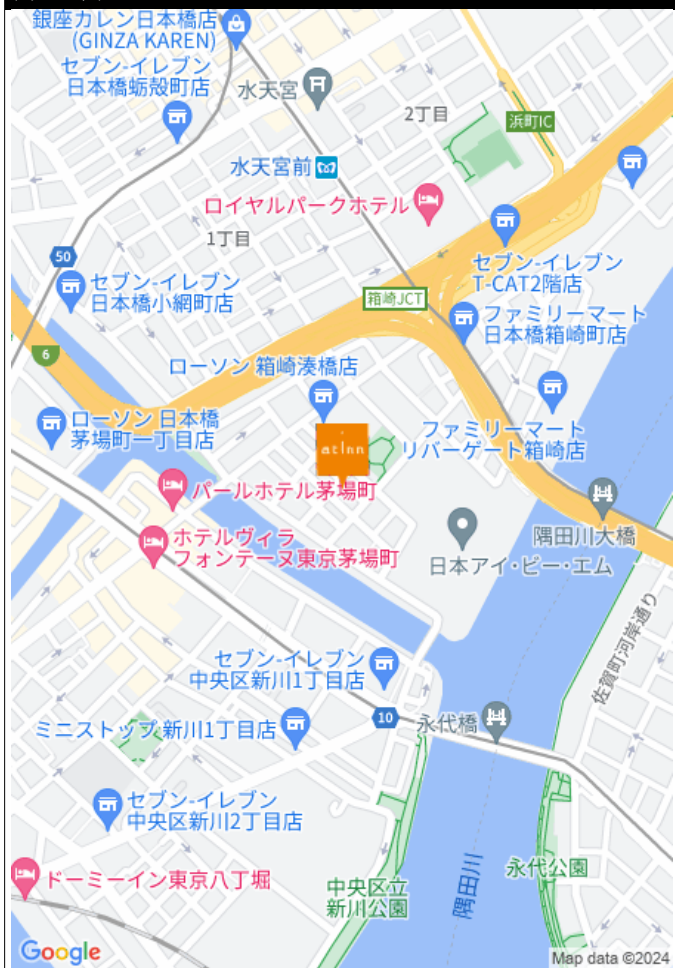 銀座カレン日本橋店
(GINZA KAREN)
セブン-イレブン
日本橋蛎殻町店
水天宮
2丁目
浜町IC
水天宮前
ロイヤルパークホテル
1丁目
50
セブン-イレブン
T-CAT2階店
セブン-イレブン
日本橋小網町店
箱崎JCT
ファミリーマート
日本橋箱崎町店
6
ローソン 箱崎湊橋店
ローソン 日本橋
茅場町一丁目店
at inn
ファミリーマート
リバーゲート箱崎店
パールホテル茅場町
隅田川大橋
ホテルヴィラ
フォンテーヌ東京茅場町
日本アイ・ビー・エム
佐賀町河岸通り
セブン-イレブン
中央区新川1丁目店
ミニストップ 新川1丁目店
10
永代橋
セブン-イレブン
中央区新川2丁目店
ドーミーイン東京八丁堀
中央区立
新川公園
隅田川
永代公園
Google
Map data ©2024